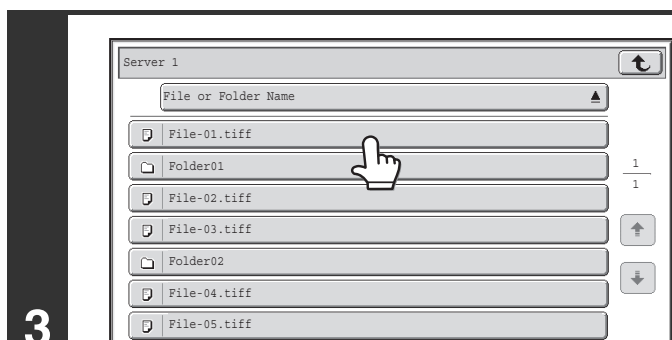 Server 1
File or Folder Name
File-01.tiff
Folder01
1
1
File-02.tiff
File-03.tiff
Folder02
File-04.tiff
3
File-05.tiff